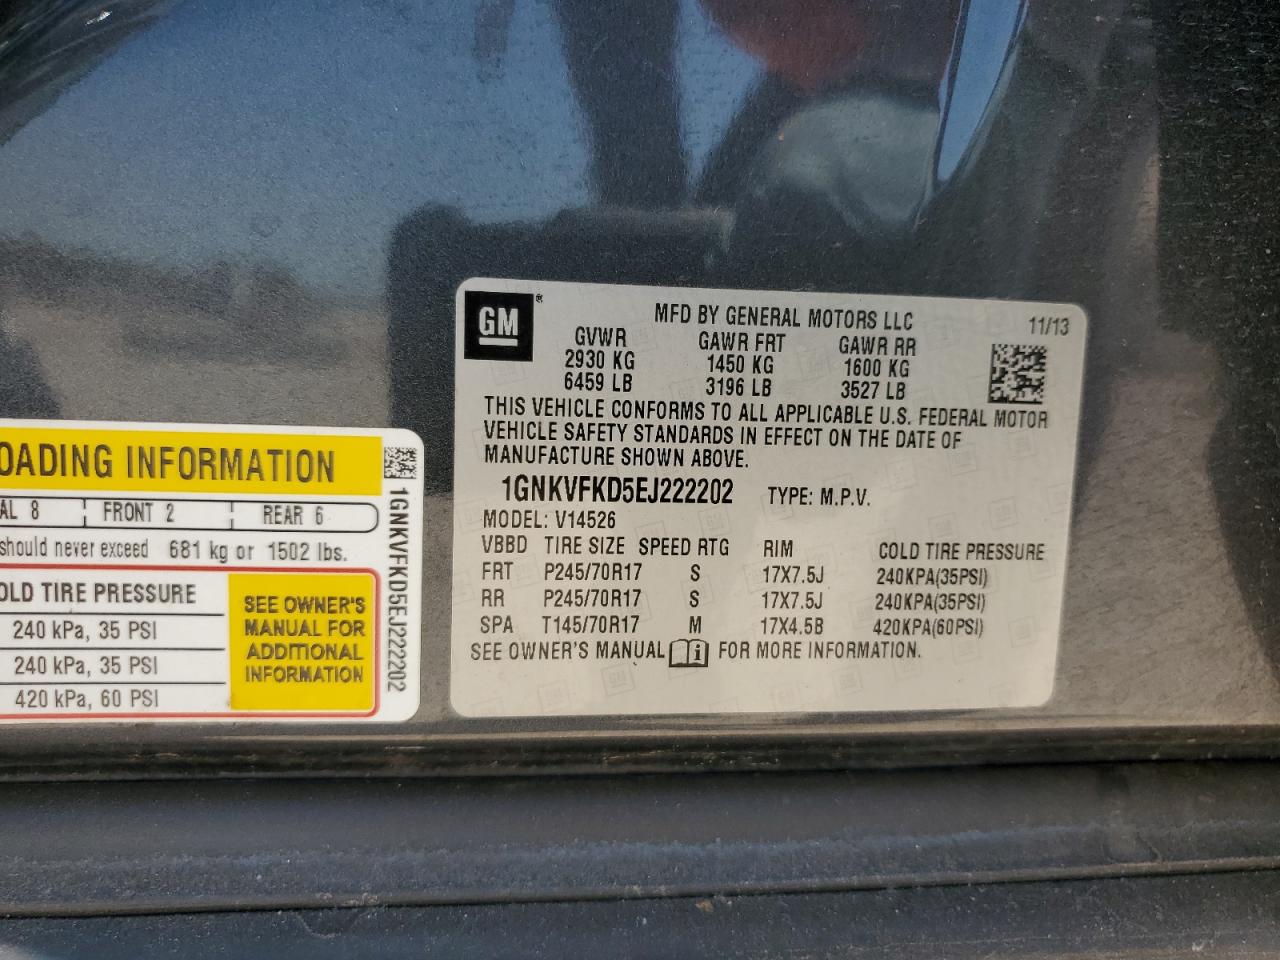 OADING INFORMATION
AL 8 FRONT 2 REAR 6
should never exceed 681 kg or 1502 lbs.
OLD TIRE PRESSURE
240 kPa, 35 PSI
240 kPa, 35 PSI
420 kPa, 60 PSI
SEE OWNER'S
MANUAL FOR
ADDITIONAL
INFORMATION
1GNKVFKD5EJ222202
GM ®
MFD BY GENERAL MOTORS LLC 11/13
GVWR GAWR FRT GAWR RR
2930 KG 1450 KG 1600 KG
6459 LB 3196 LB 3527 LB
THIS VEHICLE CONFORMS TO ALL APPLICABLE U.S. FEDERAL MOTOR
VEHICLE SAFETY STANDARDS IN EFFECT ON THE DATE OF
MANUFACTURE SHOWN ABOVE.
1GNKVFKD5EJ222202 TYPE: M.P.V.
MODEL: V14526
VBBD TIRE SIZE SPEED RTG RIM COLD TIRE PRESSURE
FRT P245/70R17 S 17X7.5J 240KPA(35PSI)
RR P245/70R17 S 17X7.5J 240KPA(35PSI)
SPA T145/70R17 M 17X4.5B 420KPA(60PSI)
SEE OWNER'S MANUAL i FOR MORE INFORMATION.